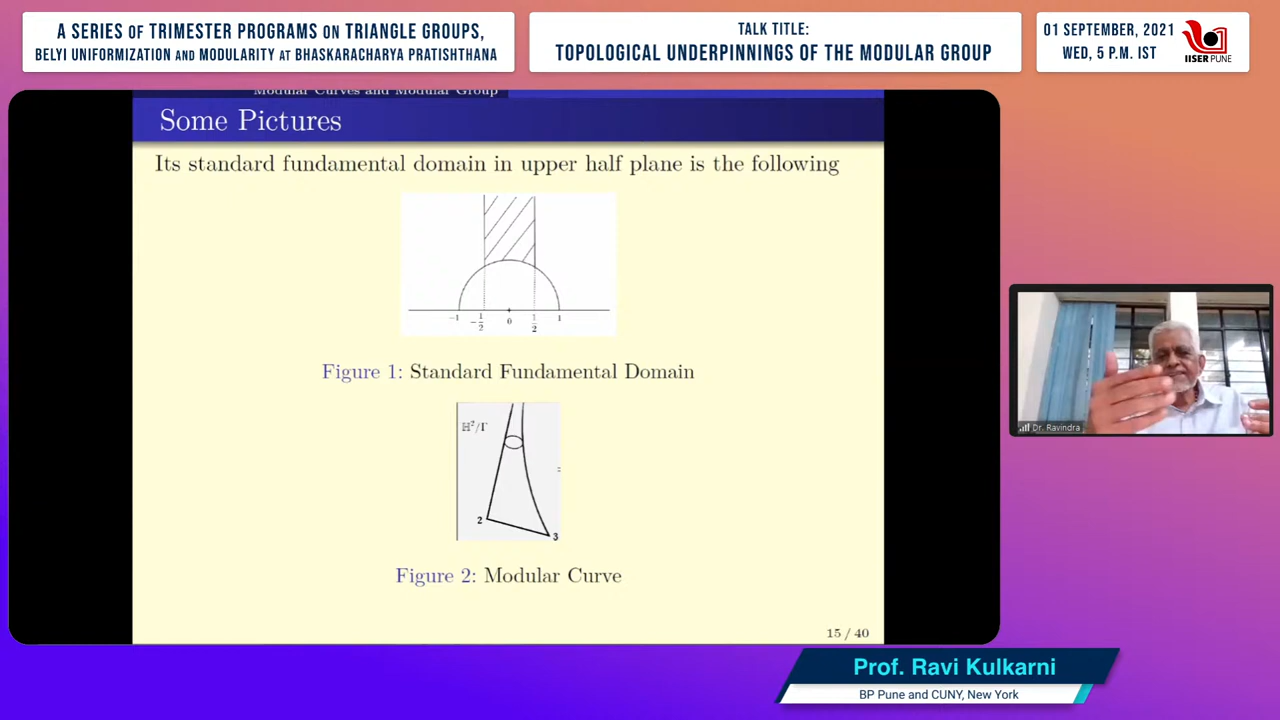 A SERIES OF TRIMESTER PROGRAMS ON TRIANGLE GROUPS,
BELYI UNIFORMIZATION AND MODULARITY AT BHASKARACHARYA PRATISHTHANA
TALK TITLE:
TOPOLOGICAL UNDERPINNINGS OF THE MODULAR GROUP
01 SEPTEMBER, 2021
WED, 5 P.M. IST
IISER PUNE
Modular Curves and Modular Group
Some Pictures
Its standard fundamental domain in upper half plane is the following
-1 -1/2 0 1/2 1
Figure 1: Standard Fundamental Domain
ℍ²/Γ
2
3
Figure 2: Modular Curve
15 / 40
Dr. Ravindra
Prof. Ravi Kulkarni
BP Pune and CUNY, New York